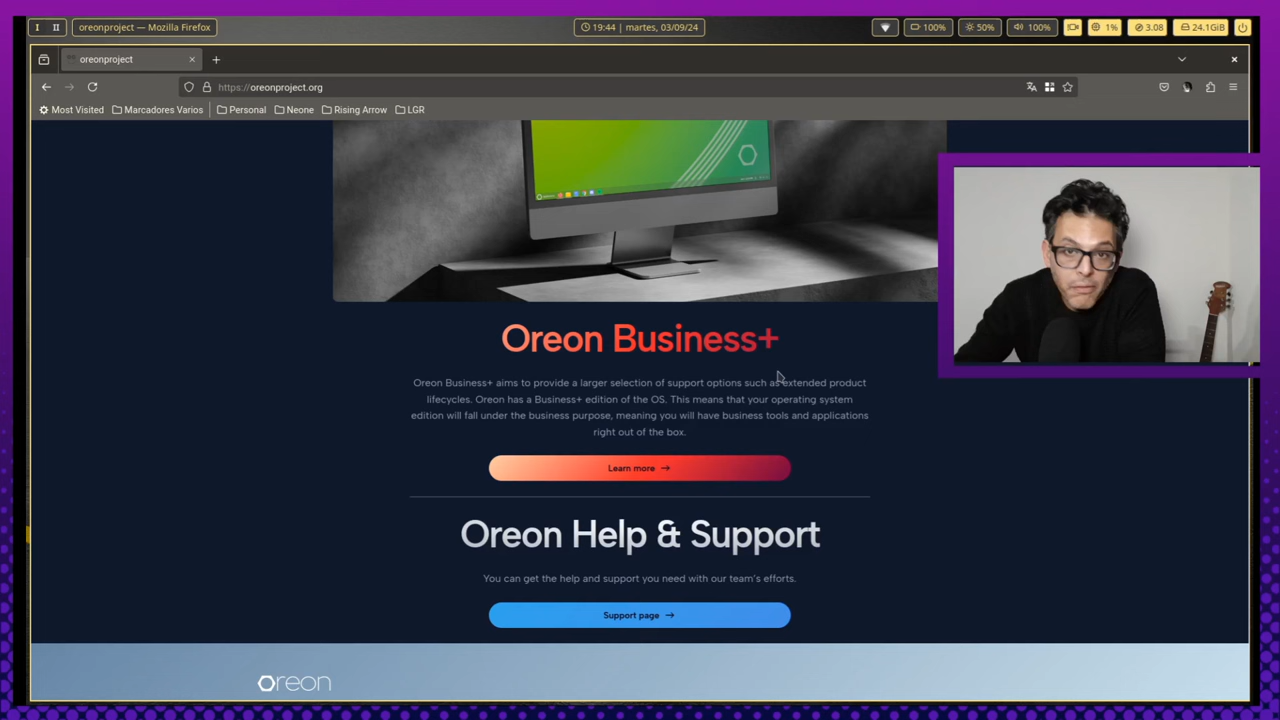 I II oreonproject — Mozilla Firefox 19:44 | martes, 03/09/24 100% 50% 100% 1% 3.08 24.1GiB
oreonproject
https://oreonproject.org
Most Visited Marcadores Varios Personal Neone Rising Arrow LGR
Oreon Business+
Oreon Business+ aims to provide a larger selection of support options such as extended product
lifecycles. Oreon has a Business+ edition of the OS. This means that your operating system
edition will fall under the business purpose, meaning you will have business tools and applications
right out of the box.
Learn more →
Oreon Help & Support
You can get the help and support you need with our team's efforts.
Support page →
Oreon